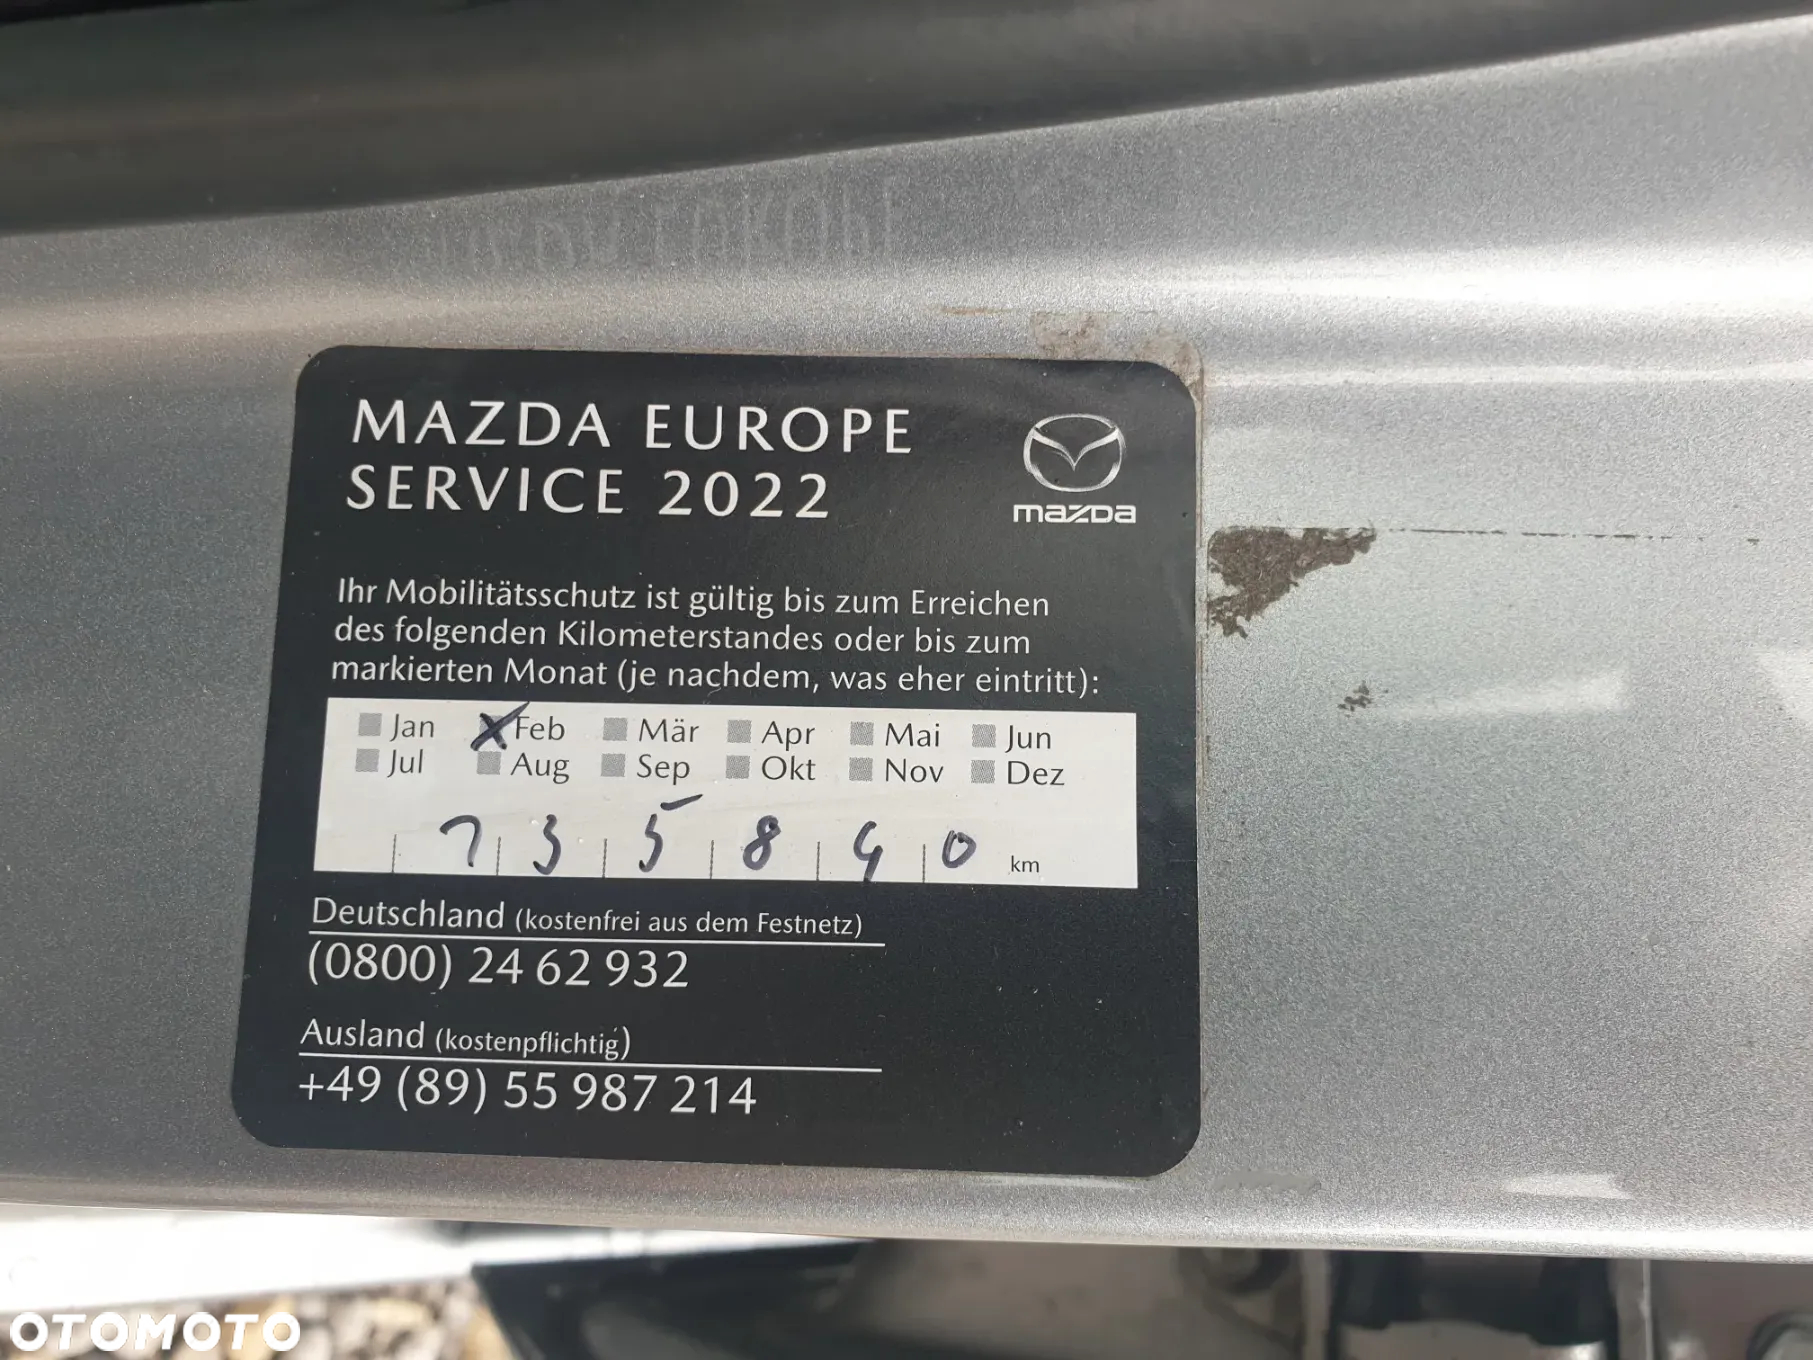 MAZDA EUROPE
SERVICE 2022
mazda
Ihr Mobilitätsschutz ist gültig bis zum Erreichen
des folgenden Kilometerstandes oder bis zum
markierten Monat (je nachdem, was eher eintritt):
Jan Feb Mär Apr Mai Jun
Jul Aug Sep Okt Nov Dez
135840 km
Deutschland (kostenfrei aus dem Festnetz)
(0800) 24 62 932
Ausland (kostenpflichtig)
+49 (89) 55 987 214
OTOMOTO